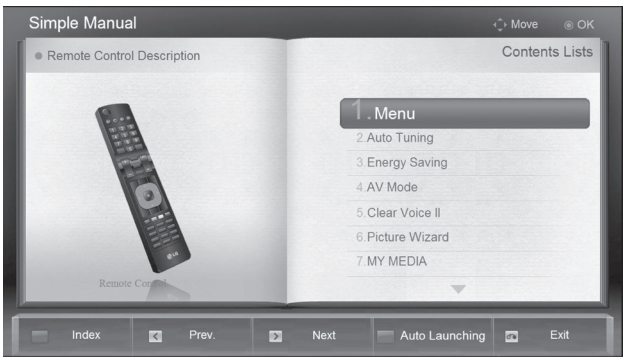 Simple Manual
Move OK
Remote Control Description
Contents Lists
1. Menu
2. Auto Tuning
3. Energy Saving
4. AV Mode
5. Clear Voice II
6. Picture Wizard
7. MY MEDIA
LG
Remote Control
Index Prev. Next Auto Launching Exit